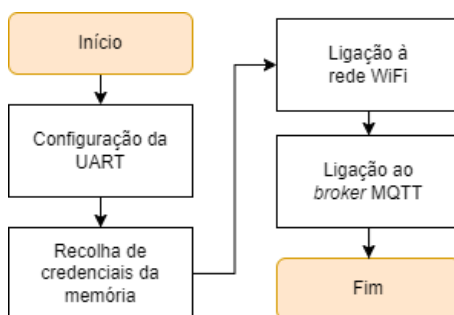 Início
Configuração da
UART
Recolha de
credenciais da
memória
Ligação à
rede WiFi
Ligação ao
broker MQTT
Fim